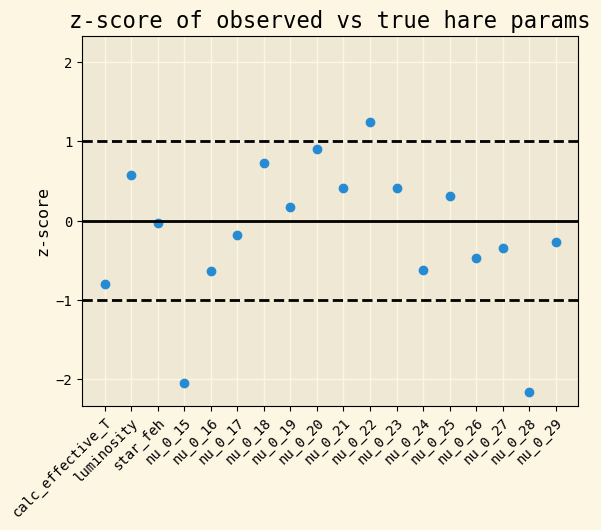 z-score of observed vs true hare params
z-score
2
1
0
−1
−2
calc_effective_T
luminosity
star_feh
nu_0_15
nu_0_16
nu_0_17
nu_0_18
nu_0_19
nu_0_20
nu_0_21
nu_0_22
nu_0_23
nu_0_24
nu_0_25
nu_0_26
nu_0_27
nu_0_28
nu_0_29